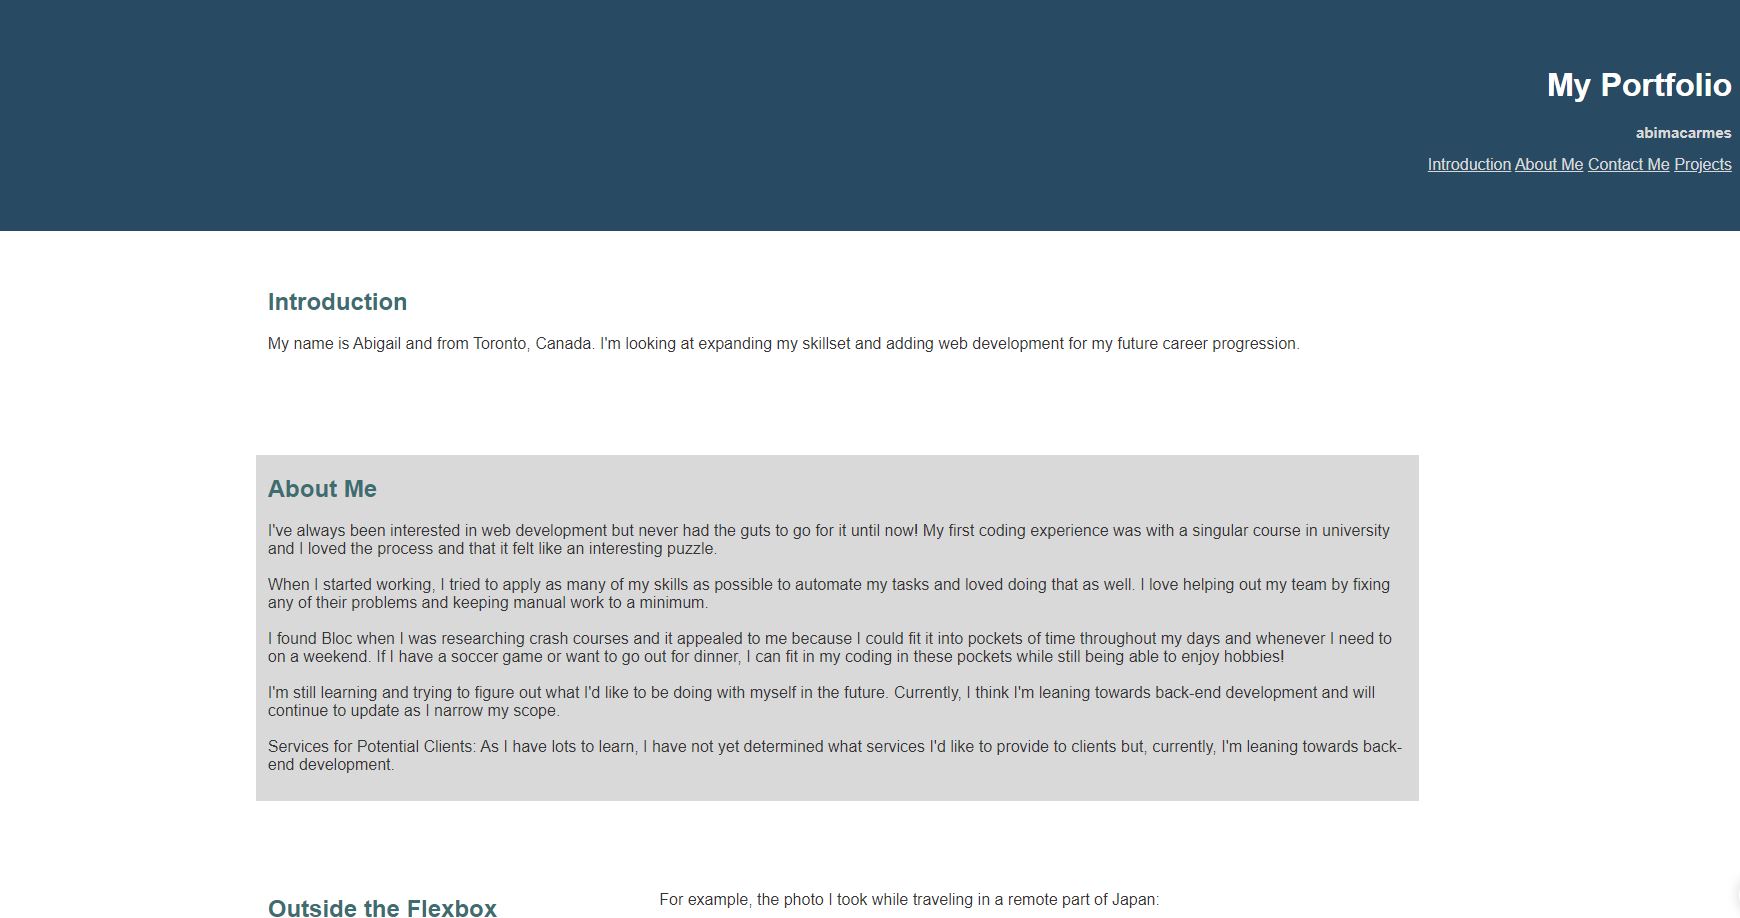 My Portfolio
abimacarmes
Introduction About Me Contact Me Projects
Introduction
My name is Abigail and from Toronto, Canada. I'm looking at expanding my skillset and adding web development for my future career progression.
About Me
I've always been interested in web development but never had the guts to go for it until now! My first coding experience was with a singular course in university
and I loved the process and that it felt like an interesting puzzle.
When I started working, I tried to apply as many of my skills as possible to automate my tasks and loved doing that as well. I love helping out my team by fixing
any of their problems and keeping manual work to a minimum.
I found Bloc when I was researching crash courses and it appealed to me because I could fit it into pockets of time throughout my days and whenever I need to
on a weekend. If I have a soccer game or want to go out for dinner, I can fit in my coding in these pockets while still being able to enjoy hobbies!
I'm still learning and trying to figure out what I'd like to be doing with myself in the future. Currently, I think I'm leaning towards back-end development and will
continue to update as I narrow my scope.
Services for Potential Clients: As I have lots to learn, I have not yet determined what services I'd like to provide to clients but, currently, I'm leaning towards back-
end development.
Outside the Flexbox
For example, the photo I took while traveling in a remote part of Japan: